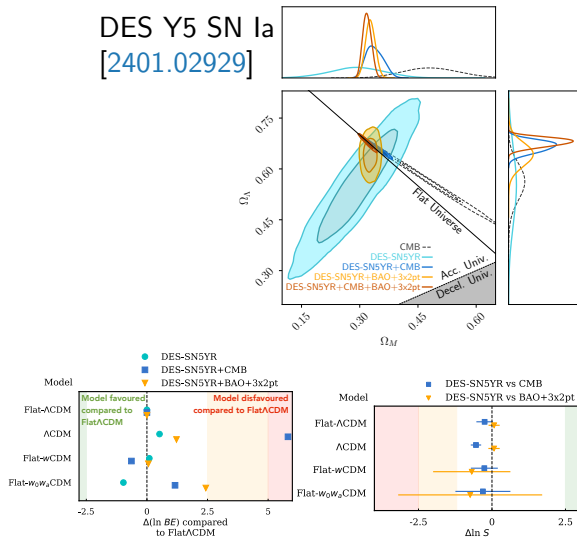 DES Y5 SN Ia
[2401.02929]
0.75
0.60
0.45
0.30
Ω_Λ
Flat Universe
CMB
DES-SN5YR
DES-SN5YR+CMB
DES-SN5YR+BAO+3x2pt
DES-SN5YR+CMB+BAO+3x2pt
Acc. Univ.
Decel. Univ.
0.15
0.30
0.45
0.60
Ω_M
DES-SN5YR
DES-SN5YR+CMB
DES-SN5YR+BAO+3x2pt
Model
Model favoured
compared to
FlatΛCDM
Model disfavoured
compared to FlatΛCDM
Flat-ΛCDM
ΛCDM
Flat-wCDM
Flat-w₀wₐCDM
-2.5
0
2.5
5
Δ(ln BE) compared
to FlatΛCDM
DES-SN5YR vs CMB
DES-SN5YR vs BAO+3x2pt
Model
Flat-ΛCDM
ΛCDM
Flat-wCDM
Flat-w₀wₐCDM
-2.5
0
2.5
Δln S